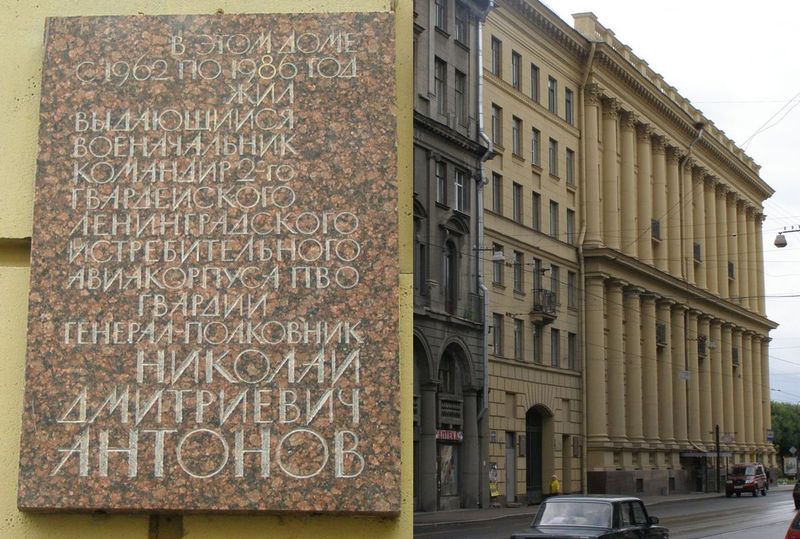 В ЭТОМ ДОМЕ
С 1962 ПО 1986 ГОД
ЖИЛ
ВЫДАЮЩИЙСЯ
ВОЕНАЧАЛЬНИК
КОМАНДИР 2-го
ГВАРДЕЙСКОГО
ЛЕНИНГРАДСКОГО
ИСТРЕБИТЕЛЬНОГО
АВИАКОРПУСА ПВО
ГВАРДИИ
ГЕНЕРАЛ-ПОЛКОВНИК
НИКОЛАЙ
ДМИТРИЕВИЧ
АНТОНОВ
АПТЕКА